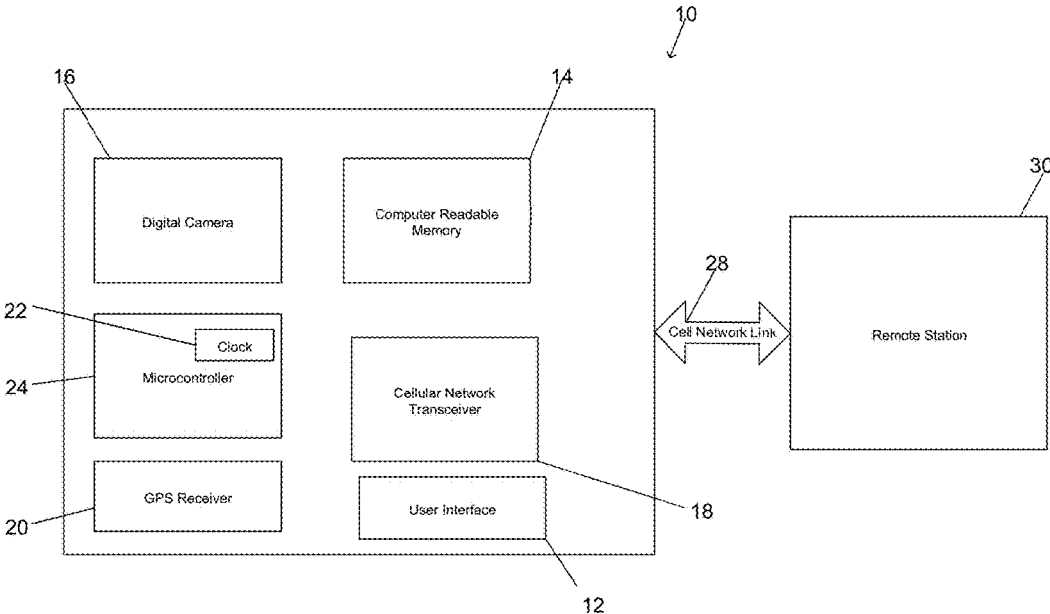 10
16
14
Digital Camera
Computer Readable
Memory
30
28
Cell Network Link
Remote Station
22
Clock
24
Microcontroller
Cellular Network
Transceiver
20
GPS Receiver
User Interface
18
12